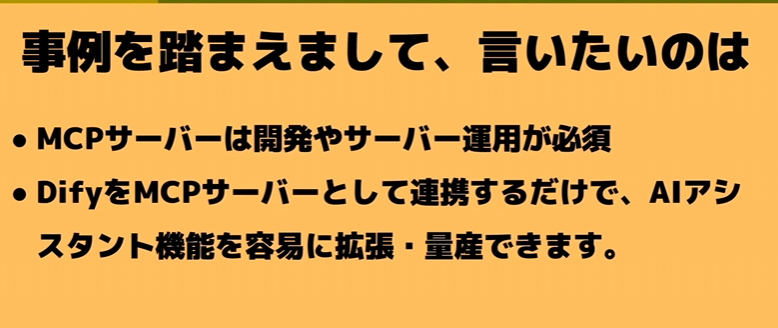 事例を踏まえまして、言いたいのは
• MCPサーバーは開発やサーバー運用が必須
• DifyをMCPサーバーとして連携するだけで、AIアシ
スタント機能を容易に拡張・量産できます。